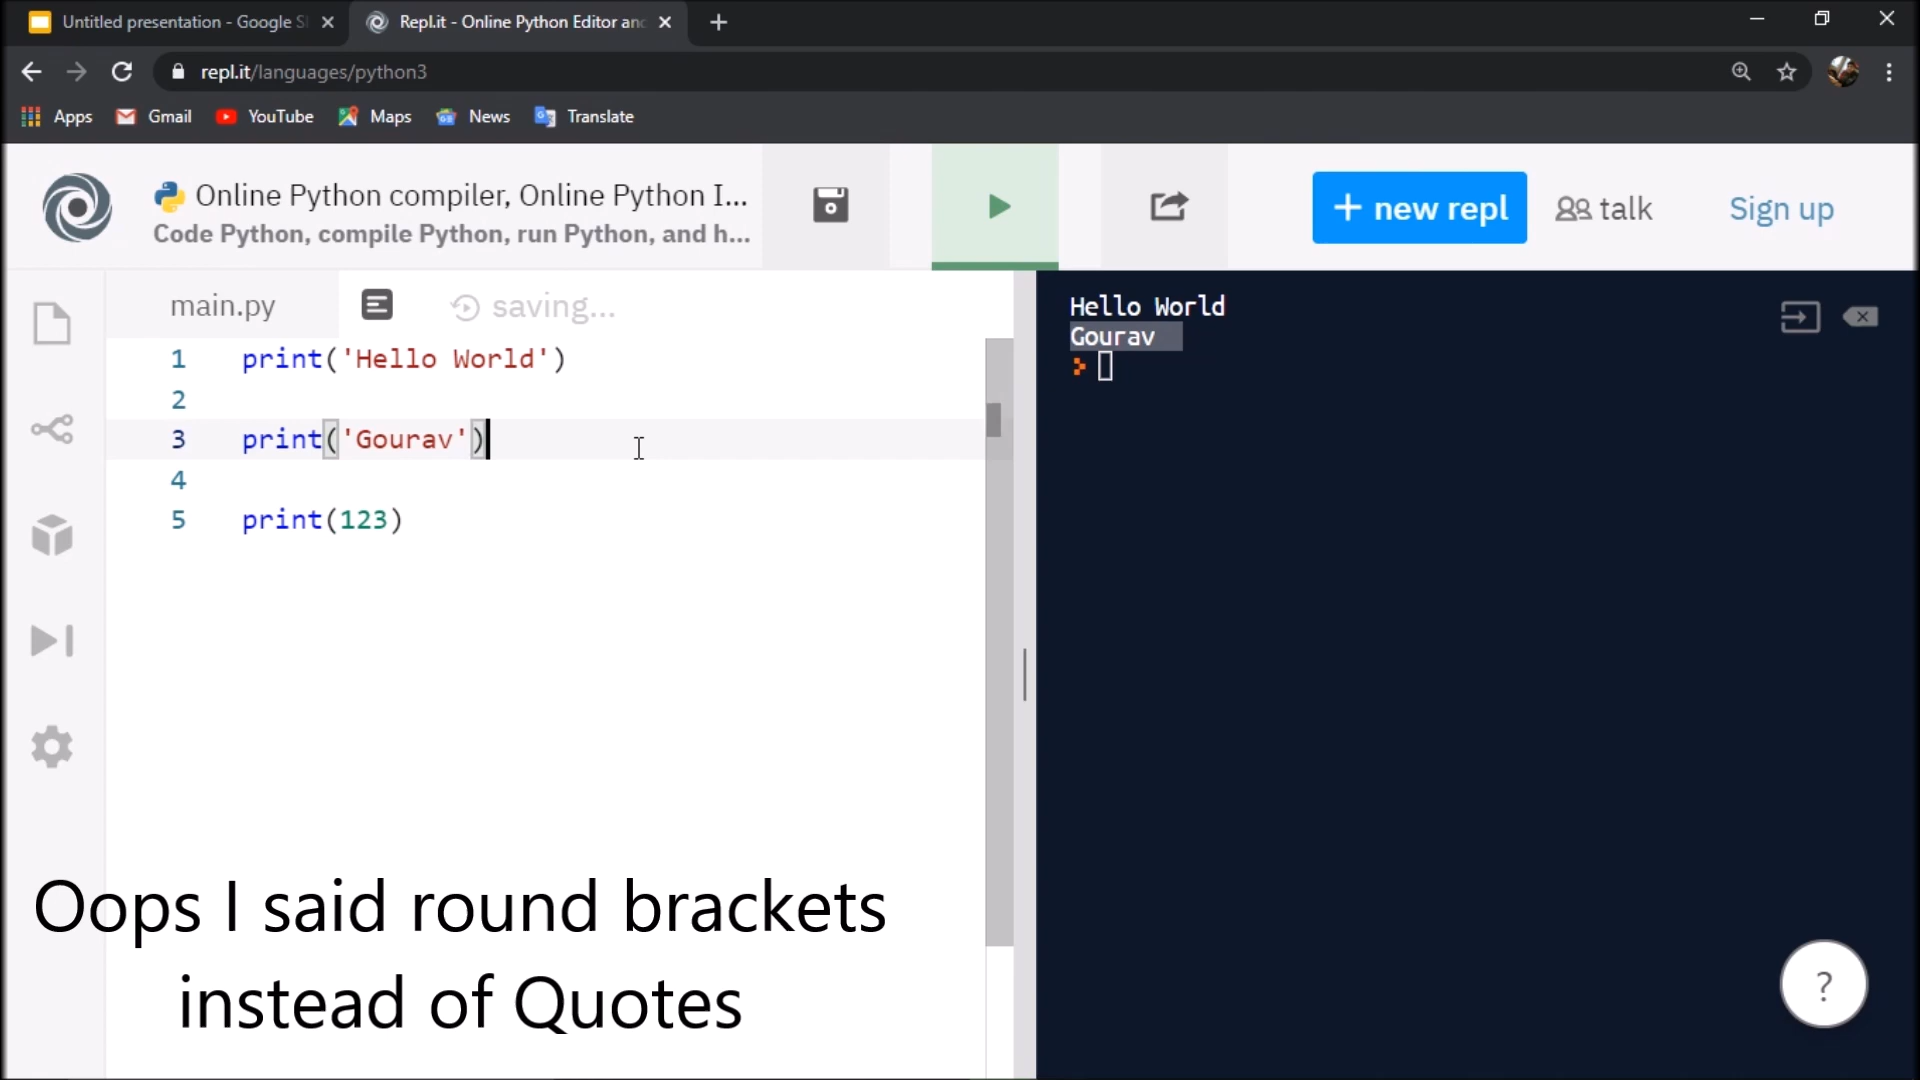 Untitled presentation - Google Sl
Repl.it - Online Python Editor and
repl.it/languages/python3
Apps
Gmail
YouTube
Maps
News
Translate
Online Python compiler, Online Python I...
Code Python, compile Python, run Python, and h...
+ new repl
talk
Sign up
main.py
saving...
1 print('Hello World')
2
3 print('Gourav')
4
5 print(123)
Hello World
Gourav
Oops I said round brackets
instead of Quotes
?